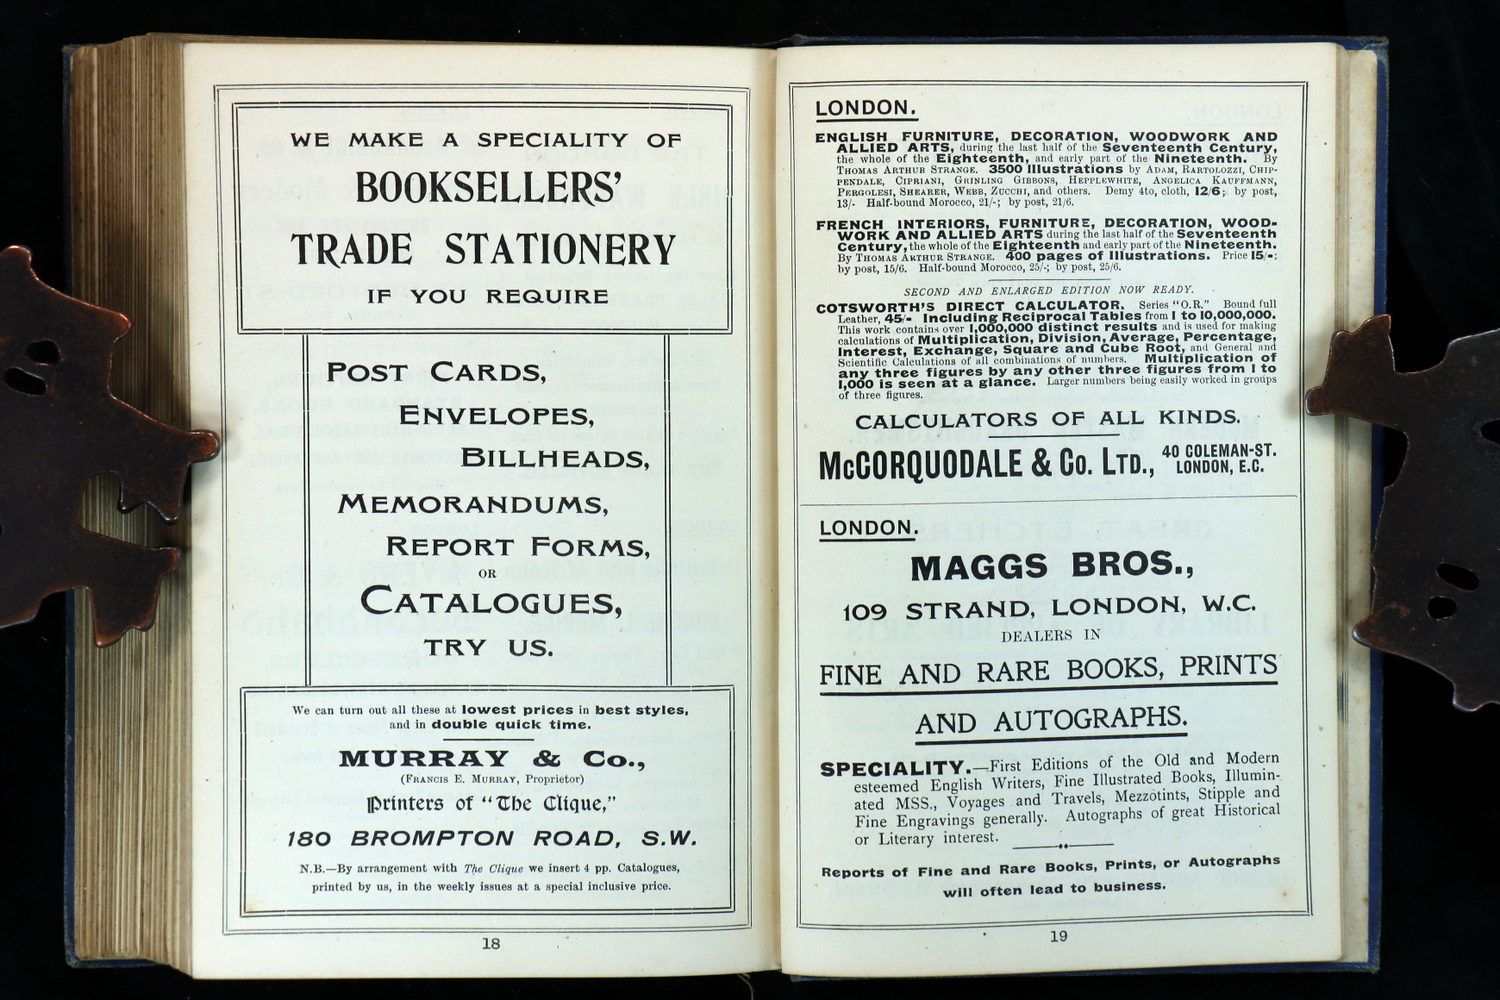 WE MAKE A SPECIALITY OF
BOOKSELLERS'
TRADE STATIONERY
IF YOU REQUIRE
POST CARDS,
ENVELOPES,
BILLHEADS,
MEMORANDUMS,
REPORT FORMS,
OR
CATALOGUES,
TRY US.
We can turn out all these at lowest prices in best styles,
and in double quick time.
MURRAY & Co.,
(FRANCIS E. MURRAY, Proprietor)
Printers of "The Clique,"
180 BROMPTON ROAD, S.W.
N.B.—By arrangement with The Clique we insert 4 pp. Catalogues,
printed by us, in the weekly issues at a special inclusive price.
18
LONDON.
ENGLISH FURNITURE, DECORATION, WOODWORK AND
ALLIED ARTS, during the last half of the Seventeenth Century,
the whole of the Eighteenth, and early part of the Nineteenth. By
THOMAS ARTHUR STRANGE. 3500 Illustrations by ADAM, BARTOLOZZI, CHIP-
PENDALE, CIPRIANI, GRINLING GIBBONS, HEPPLEWHITE, ANGELICA KAUFFMANN,
PERGOLESI, SHEARER, WEBB, ZUCCHI, and others. Demy 4to, cloth, 12/6; by post,
13/- Half-bound Morocco, 21/-; by post, 21/6.
FRENCH INTERIORS, FURNITURE, DECORATION, WOOD-
WORK AND ALLIED ARTS during the last half of the Seventeenth
Century, the whole of the Eighteenth and early part of the Nineteenth.
By THOMAS ARTHUR STRANGE. 400 pages of Illustrations. Price 15/-;
by post, 15/6. Half-bound Morocco, 25/-; by post, 25/6.
SECOND AND ENLARGED EDITION NOW READY.
COTSWORTH'S DIRECT CALCULATOR. Series "O.R." Bound full
Leather, 45/- Including Reciprocal Tables from 1 to 10,000,000.
This work contains over 1,000,000 distinct results and is used for making
calculations of Multiplication, Division, Average, Percentage,
Interest, Exchange, Square and Cube Root, and General and
Scientific Calculations of all combinations of numbers. Multiplication of
any three figures by any other three figures from 1 to
1,000 is seen at a glance. Larger numbers being easily worked in groups
of three figures.
CALCULATORS OF ALL KINDS.
McCORQUODALE & Co. LTD., 40 COLEMAN-ST.
LONDON, E.C.
LONDON.
MAGGS BROS.,
109 STRAND, LONDON, W.C.
DEALERS IN
FINE AND RARE BOOKS, PRINTS
AND AUTOGRAPHS.
SPECIALITY.—First Editions of the Old and Modern
esteemed English Writers, Fine Illustrated Books, Illumin-
ated MSS., Voyages and Travels, Mezzotints, Stipple and
Fine Engravings generally. Autographs of great Historical
or Literary interest.
Reports of Fine and Rare Books, Prints, or Autographs
will often lead to business.
19